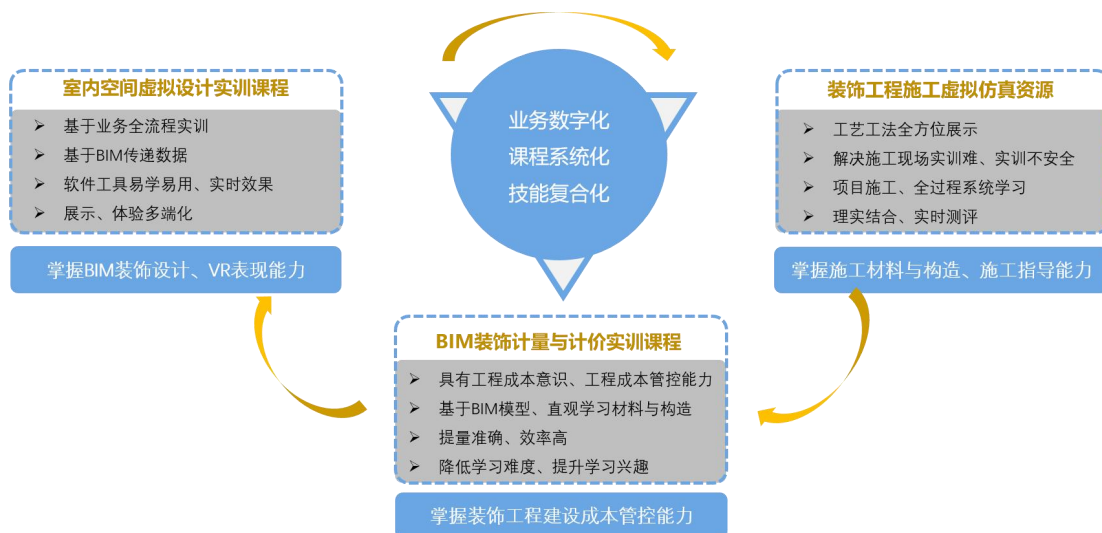 室内空间虚拟设计实训课程
基于业务全流程实训
基于BIM传递数据
软件工具易学易用、实时效果
展示、体验多端化
掌握BIM装饰设计、VR表现能力
业务数字化
课程系统化
技能复合化
装饰工程施工虚拟仿真资源
工艺工法全方位展示
解决施工现场实训难、实训不安全
项目施工、全过程系统学习
理实结合、实时测评
掌握施工材料与构造、施工指导能力
BIM装饰计量与计价实训课程
具有工程成本意识、工程成本管控能力
基于BIM模型、直观学习材料与构造
提量准确、效率高
降低学习难度、提升学习兴趣
掌握装饰工程建设成本管控能力